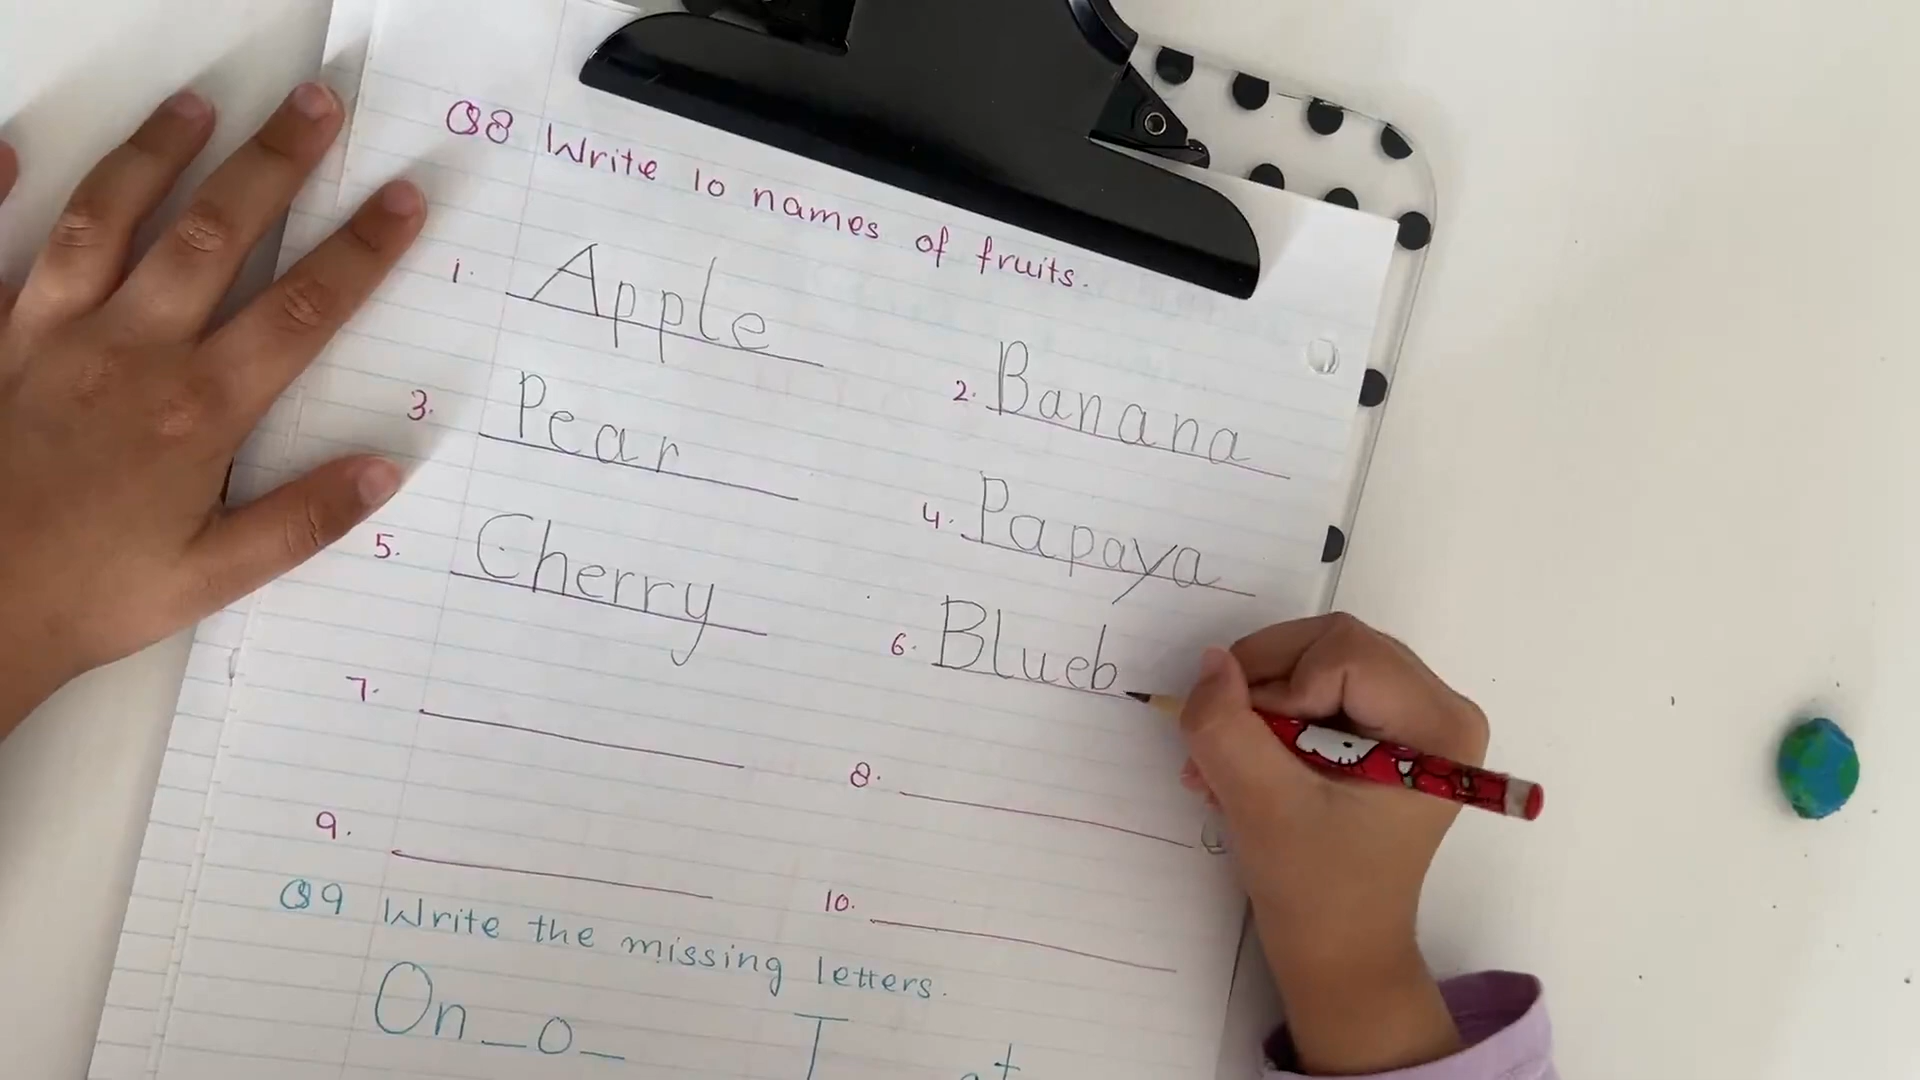 Q8 Write 10 names of fruits.
1. Apple
2. Banana
3. Pear
4. Papaya
5. Cherry
6. Blueb
7.
8.
9.
10.
Q9 Write the missing letters.
On_o_